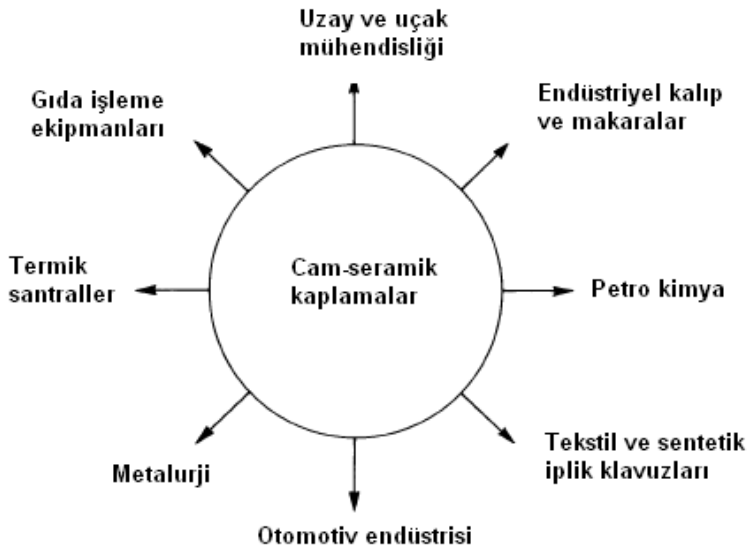 Uzay ve uçak
mühendisliği
Gıda işleme
ekipmanları
Endüstriyel kalıp
ve makaralar
Termik
santraller
Cam-seramik
kaplamalar
Petro kimya
Metalurji
Tekstil ve sentetik
iplik klavuzları
Otomotiv endüstrisi